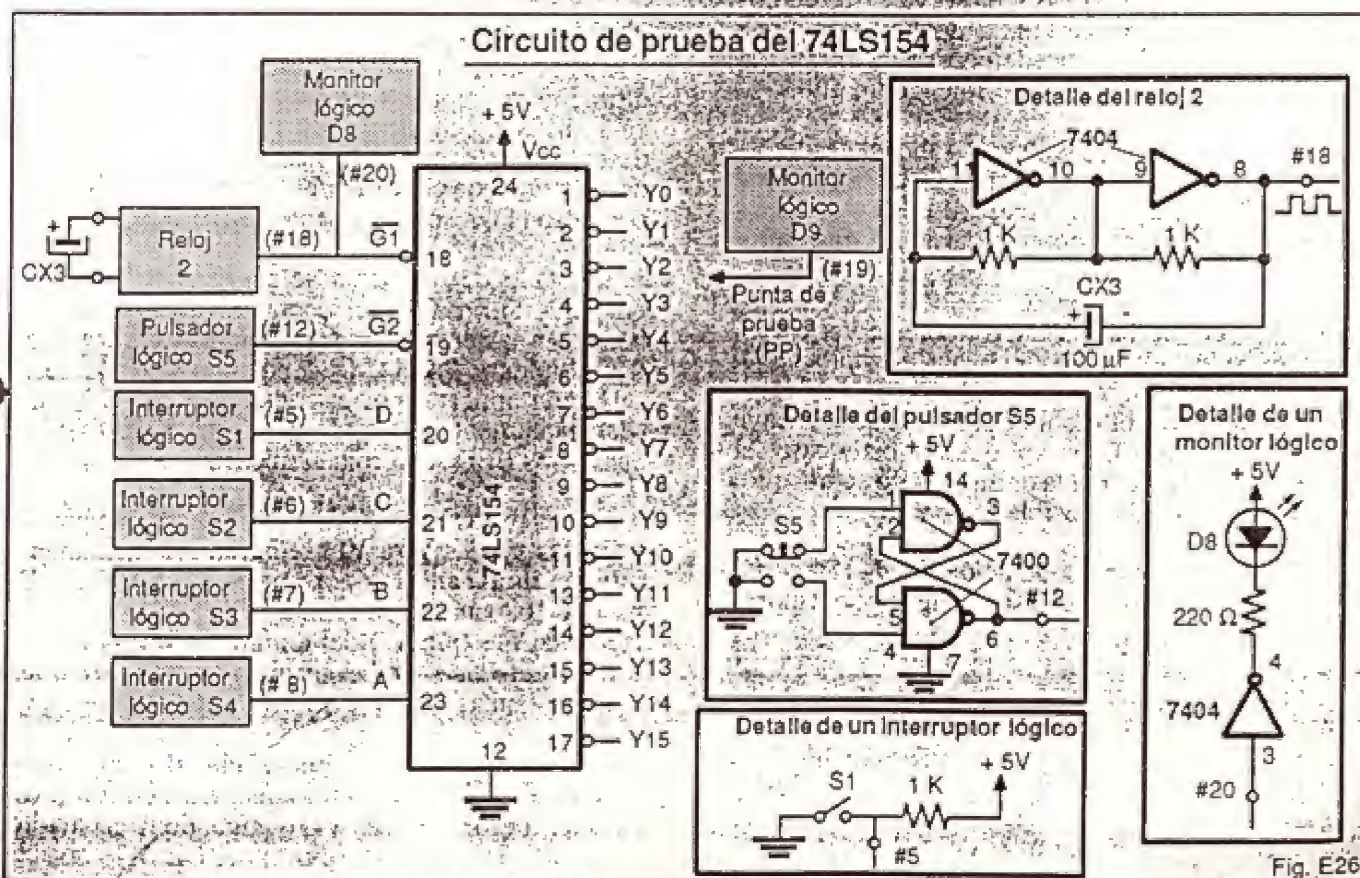 Circuito de prueba del 74LS154
Monitor
lógico
D8
(#20)
+ 5V
Vcc
24
+
CX3
Reloj
2
(#18)
G1
18
Pulsador
lógico S5
(#12)
G2
19
Interruptor
lógico S1
(#5)
D
20
Interruptor
lógico S2
(#6)
C
21
Interruptor
lógico S3
(#7)
B
22
Interruptor
lógico S4
(#8)
A
23
74LS154
12
1 Y0
2 Y1
3 Y2
4 Y3
5 Y4
6 Y5
7 Y6
8 Y7
9 Y8
10 Y9
11 Y10
13 Y11
14 Y12
15 Y13
16 Y14
17 Y15
Monitor
lógico
D9
(#19)
Punta de
prueba
(PP)
Detalle del reloj 2
7404
11
10
9
8
#18
1 K
1 K
CX3
+
100 µF
Detalle del pulsador S5
+ 5V
14
1
2
3
S5
7400
#12
5
4
6
7
Detalle de un interruptor lógico
S1
1 K
+ 5V
#5
Detalle de un
monitor lógico
+ 5V
D8
220 Ω
4
7404
3
#20
Fig. E26